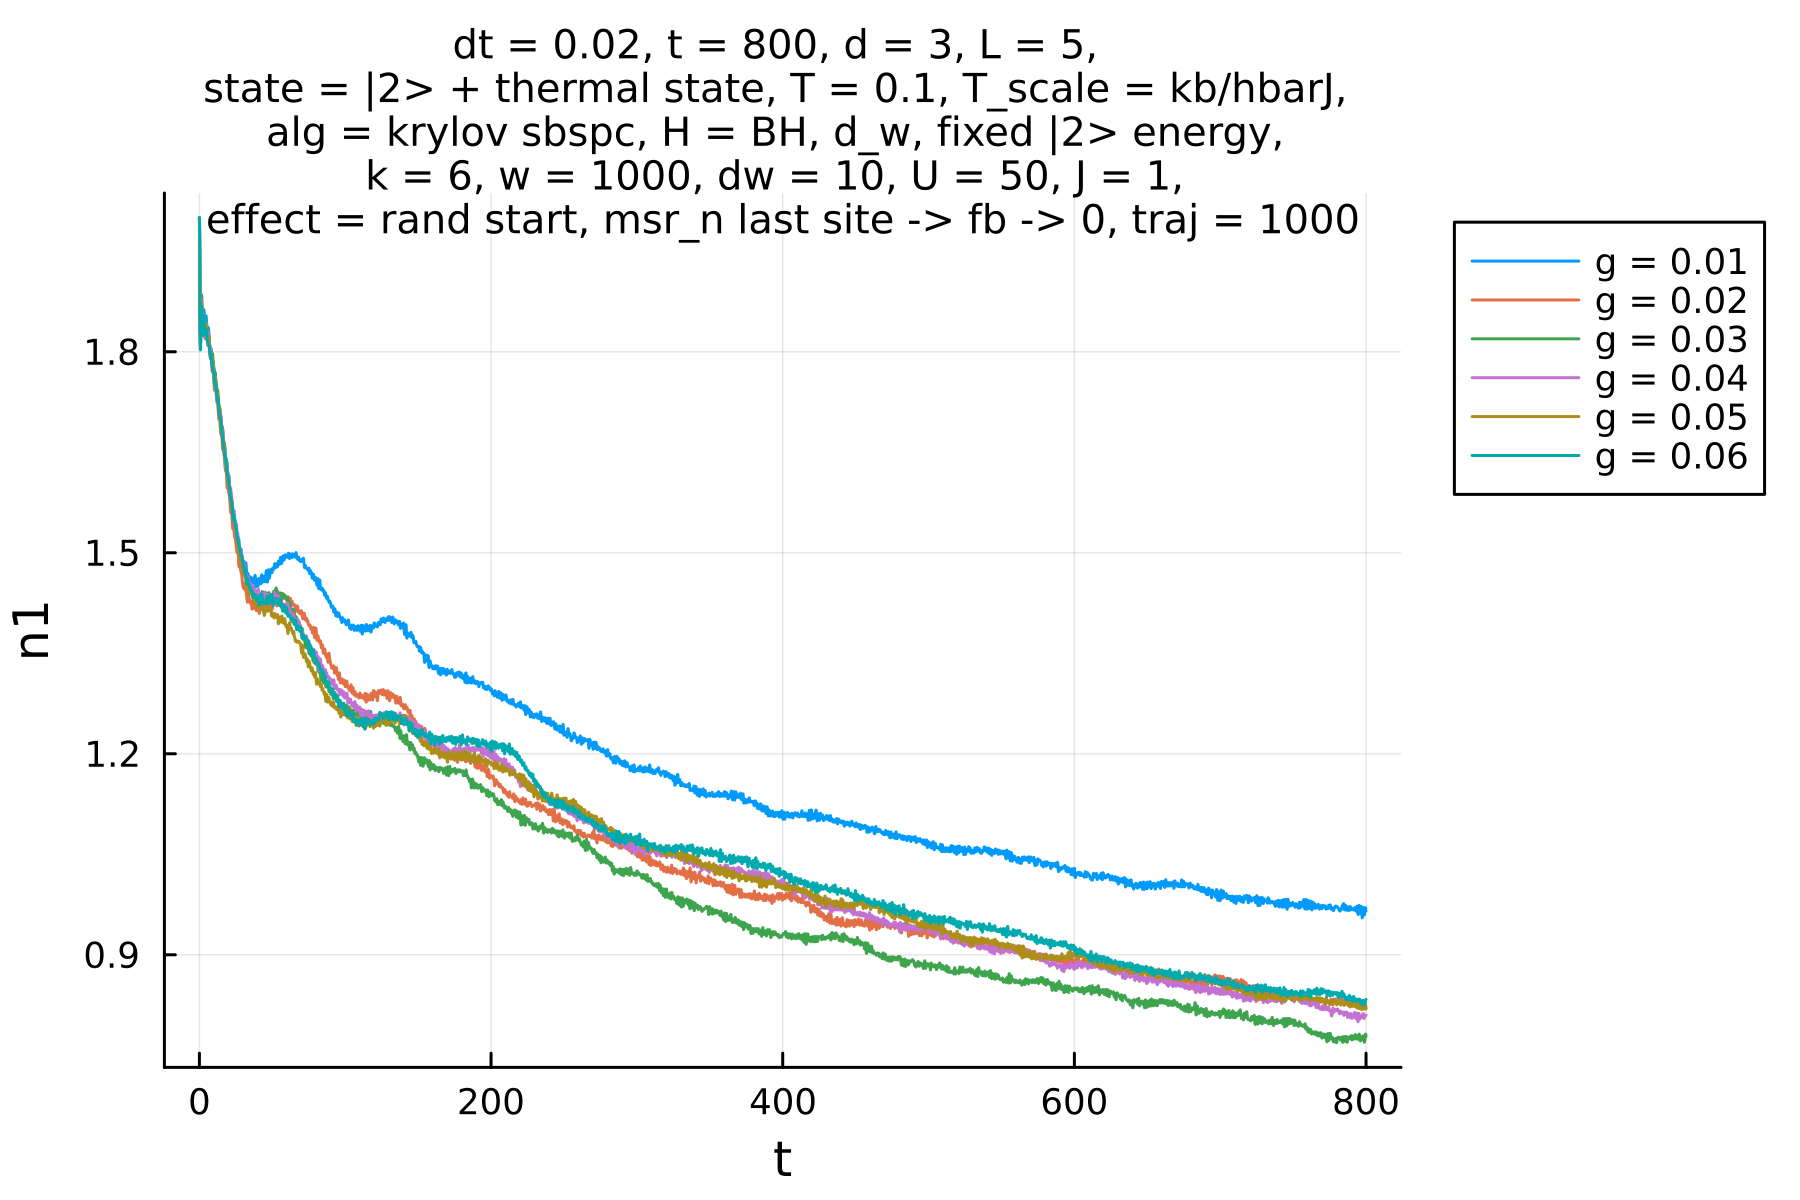 dt = 0.02, t = 800, d = 3, L = 5,
state = |2> + thermal state, T = 0.1, T_scale = kb/hbarJ,
alg = krylov sbspc, H = BH, d_w, fixed |2> energy,
k = 6, w = 1000, dw = 10, U = 50, J = 1,
effect = rand start, msr_n last site -> fb -> 0, traj = 1000
g = 0.01
g = 0.02
g = 0.03
g = 0.04
g = 0.05
g = 0.06
1.8
1.5
1.2
0.9
n1
0 200 400 600 800
t